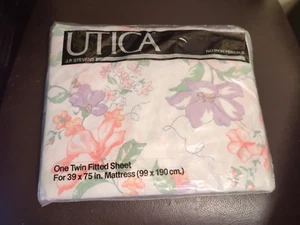 UTICA
J.P. STEVENS
One Twin Fitted Sheet
For 39 x 75 in. Mattress (99 x 190 cm.)